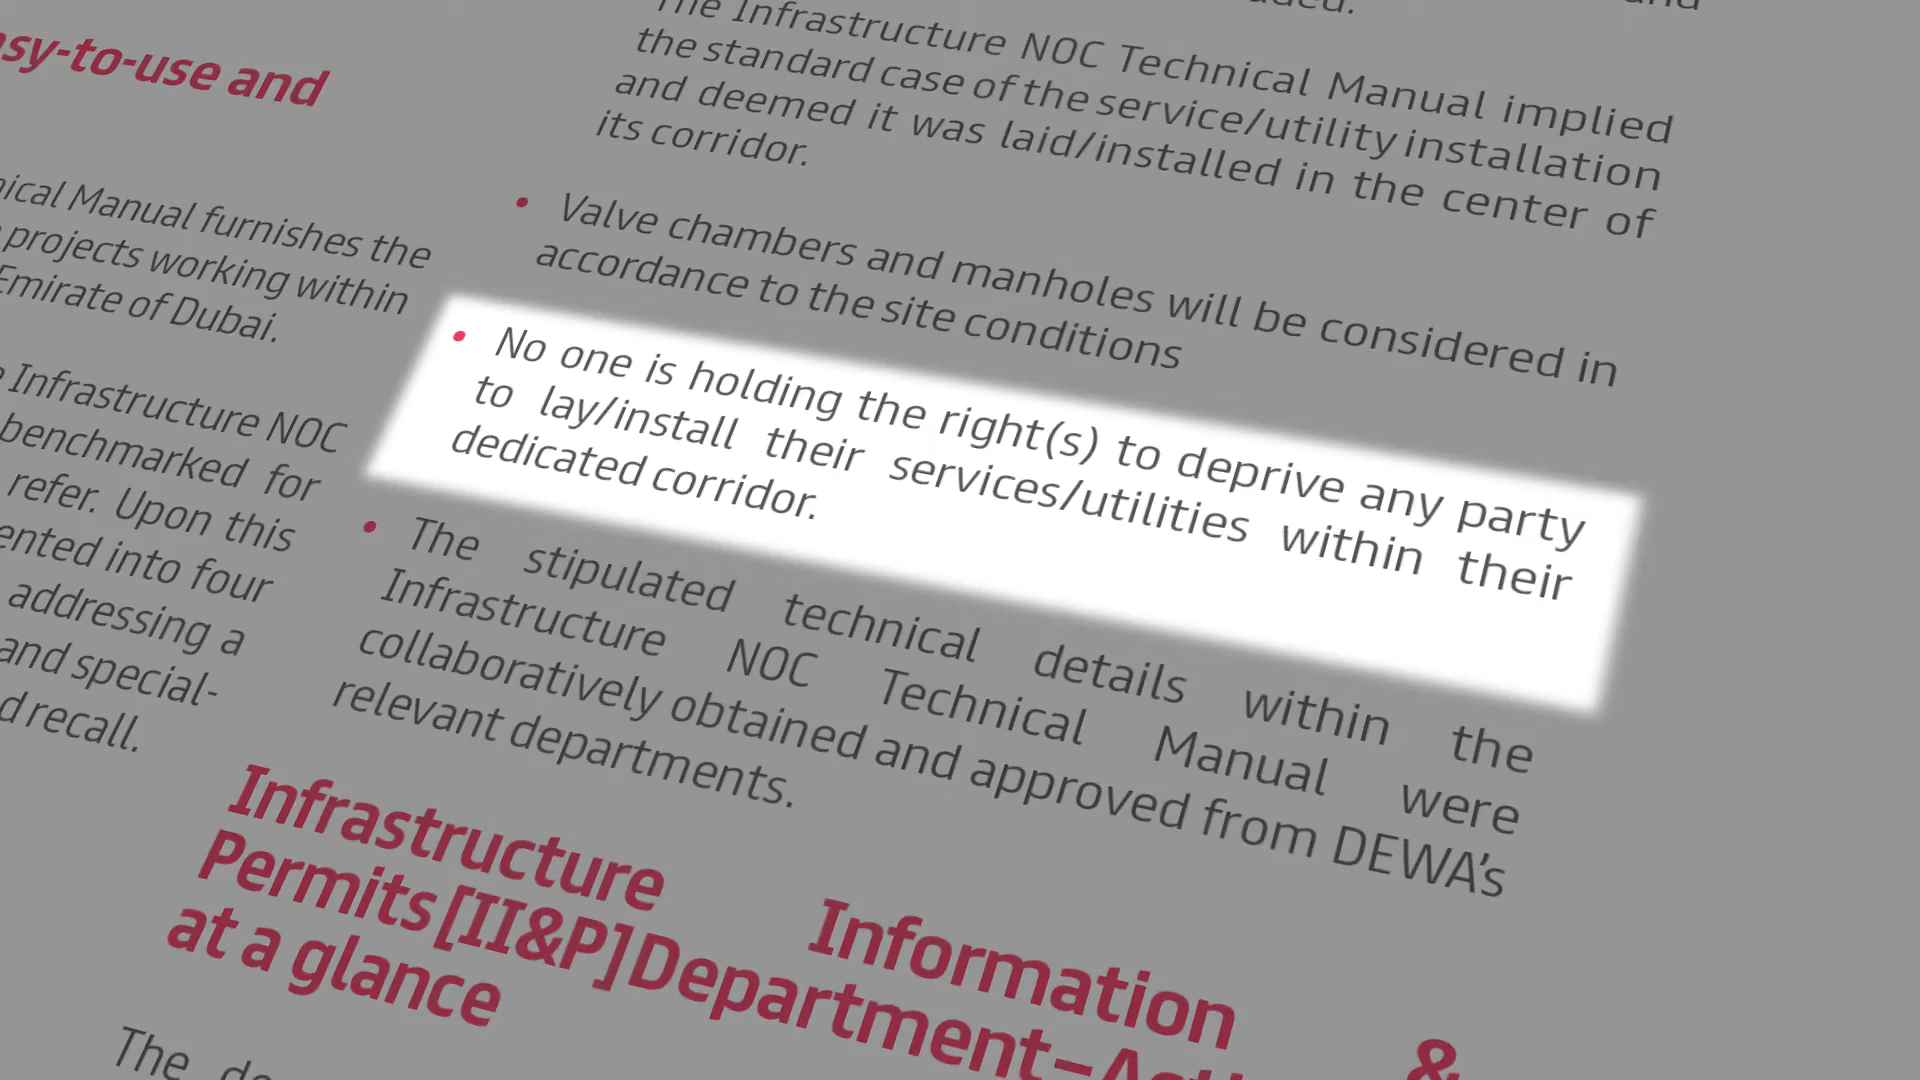 sy-to-use and
ical Manual furnishes the
projects working within
Emirate of Dubai.
Infrastructure NOC
benchmarked for
refer. Upon this
ented into four
addressing a
and special-
d recall.
The Infrastructure NOC Technical Manual implied
the standard case of the service/utility installation
and deemed it was laid/installed in the center of
its corridor.
• Valve chambers and manholes will be considered in
accordance to the site conditions
• No one is holding the right(s) to deprive any party
to lay/install their services/utilities within their
dedicated corridor.
• The stipulated technical details within the
Infrastructure NOC Technical Manual were
collaboratively obtained and approved from DEWA's
relevant departments.
Infrastructure Information &
Permits[II&P]Department–
at a glance
The